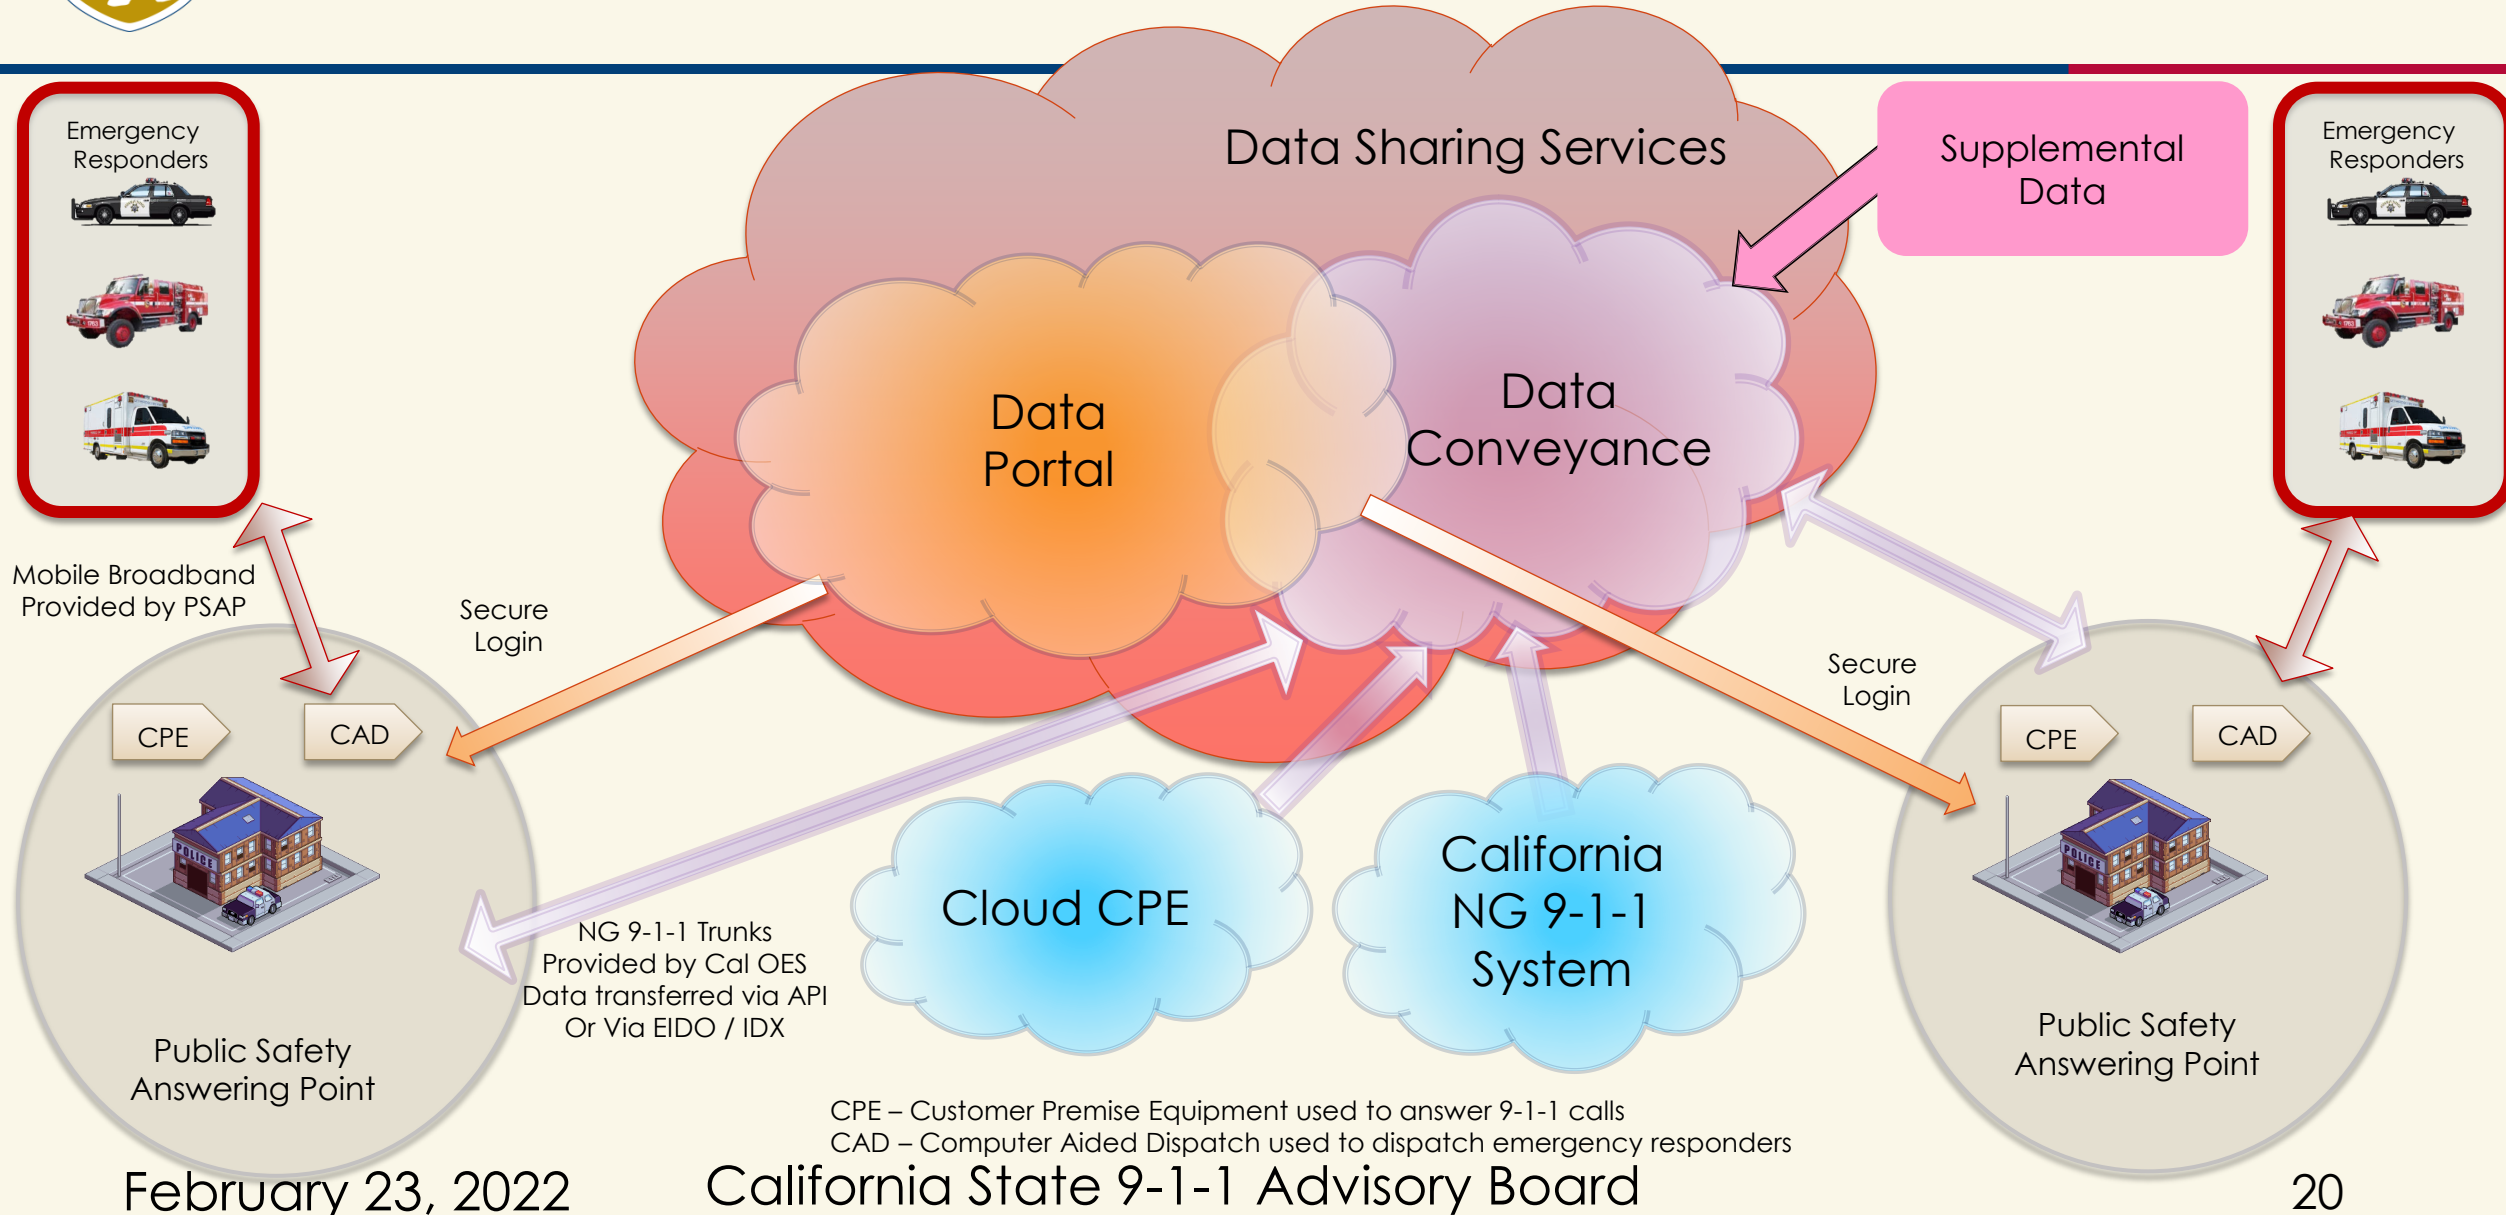 Emergency
Responders
Data Sharing Services
Supplemental
Data
Emergency
Responders
Data
Portal
Data
Conveyance
Mobile Broadband
Provided by PSAP
Secure
Login
Secure
Login
CPE
CAD
CPE
CAD
POLICE
POLICE
Cloud CPE
California
NG 9-1-1
System
NG 9-1-1 Trunks
Provided by Cal OES
Data transferred via API
Or Via EIDO / IDX
Public Safety
Answering Point
Public Safety
Answering Point
CPE – Customer Premise Equipment used to answer 9-1-1 calls
CAD – Computer Aided Dispatch used to dispatch emergency responders
February 23, 2022
California State 9-1-1 Advisory Board
20